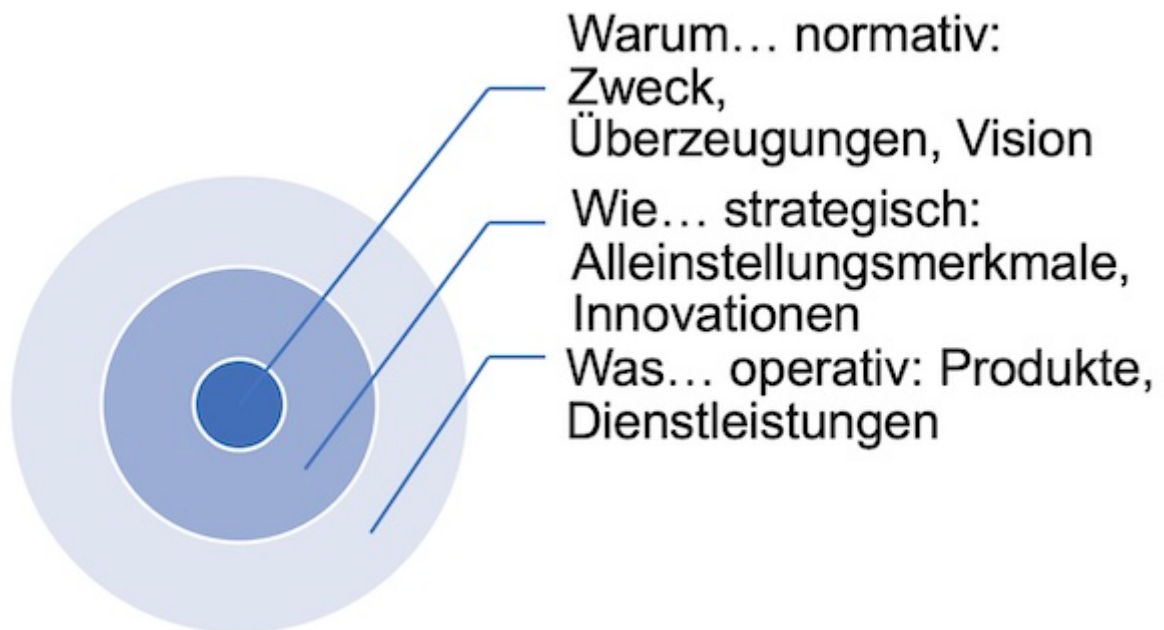 Warum… normativ:
Zweck,
Überzeugungen, Vision
Wie… strategisch:
Alleinstellungsmerkmale,
Innovationen
Was… operativ: Produkte,
Dienstleistungen